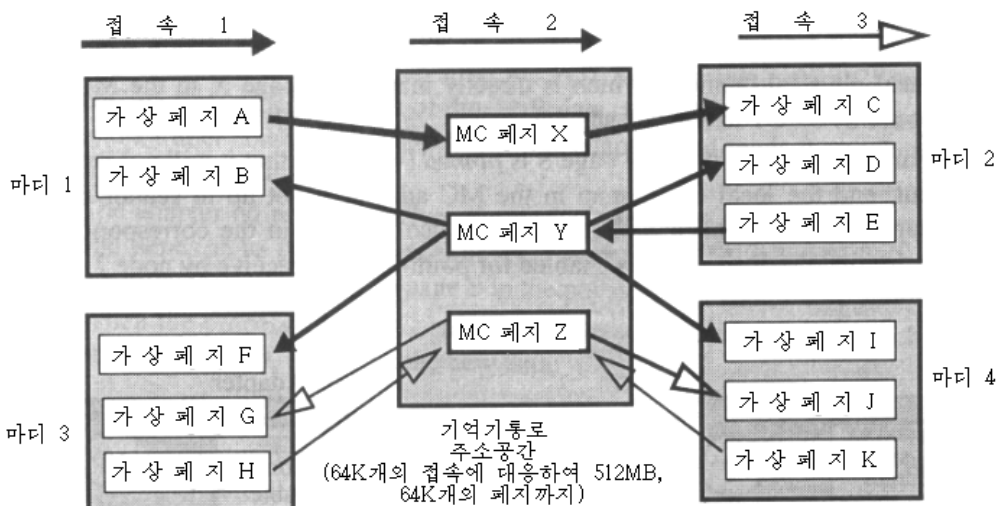 접 속 1
접 속 2
접 속 3
마디 1
가상페지 A
가상페지 B
MC 페지 X
MC 페지 Y
MC 페지 Z
가상페지 C
가상페지 D
가상페지 E
마디 2
마디 3
가상페지 F
가상페지 G
가상페지 H
가상페지 I
가상페지 J
가상페지 K
마디 4
기억기통로
주소공간
(64K개의 접속에 대응하여 512MB,
64K개의 페지까지)